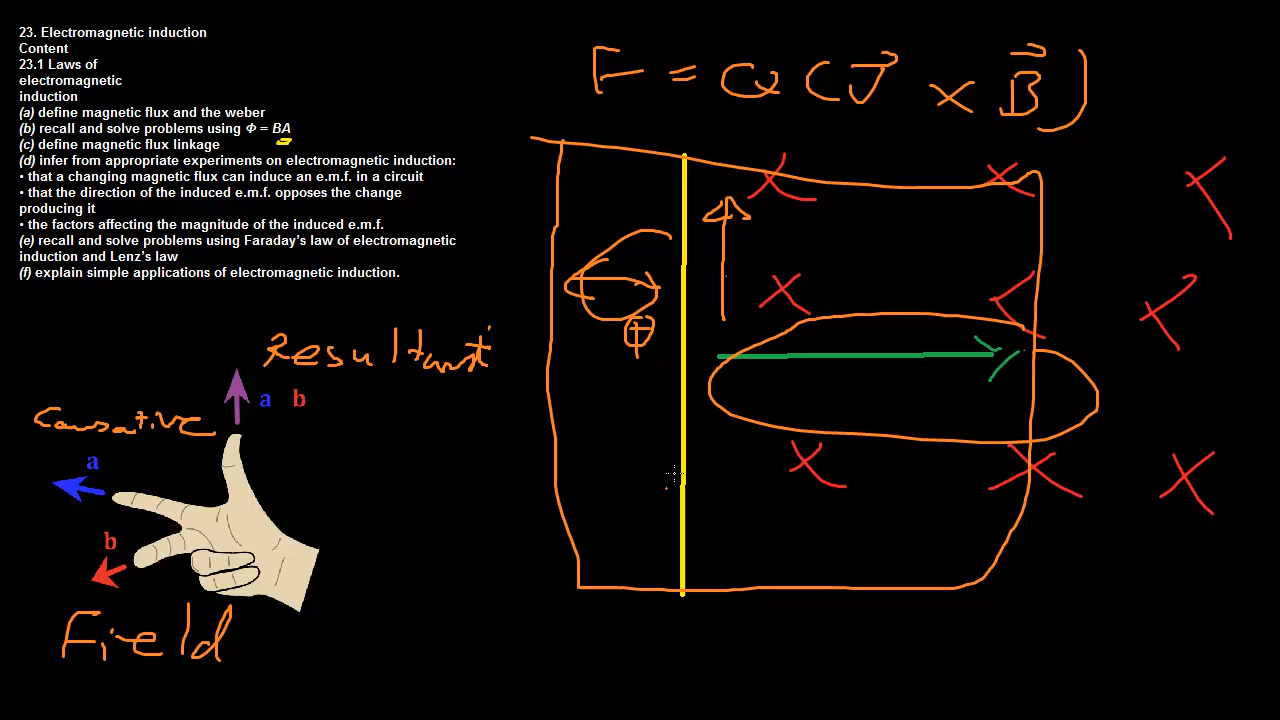 23. Electromagnetic induction
Content
23.1 Laws of
electromagnetic
induction
(a) define magnetic flux and the weber
(b) recall and solve problems using Φ = BA
(c) define magnetic flux linkage
(d) infer from appropriate experiments on electromagnetic induction:
• that a changing magnetic flux can induce an e.m.f. in a circuit
• that the direction of the induced e.m.f. opposes the change
producing it
• the factors affecting the magnitude of the induced e.m.f.
(e) recall and solve problems using Faraday's law of electromagnetic
induction and Lenz's law
(f) explain simple applications of electromagnetic induction.
F = Q (v⃗ × B⃗)
Resultant
a b
Causative
a
b
Field